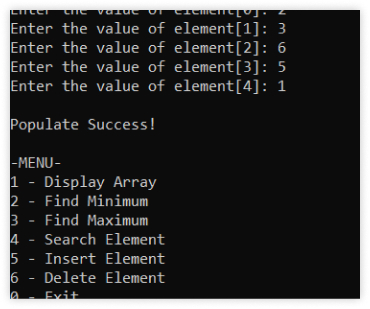 Enter the value of element[0]: 2
Enter the value of element[1]: 3
Enter the value of element[2]: 6
Enter the value of element[3]: 5
Enter the value of element[4]: 1
Populate Success!
-MENU-
1 - Display Array
2 - Find Minimum
3 - Find Maximum
4 - Search Element
5 - Insert Element
6 - Delete Element
0 - Exit